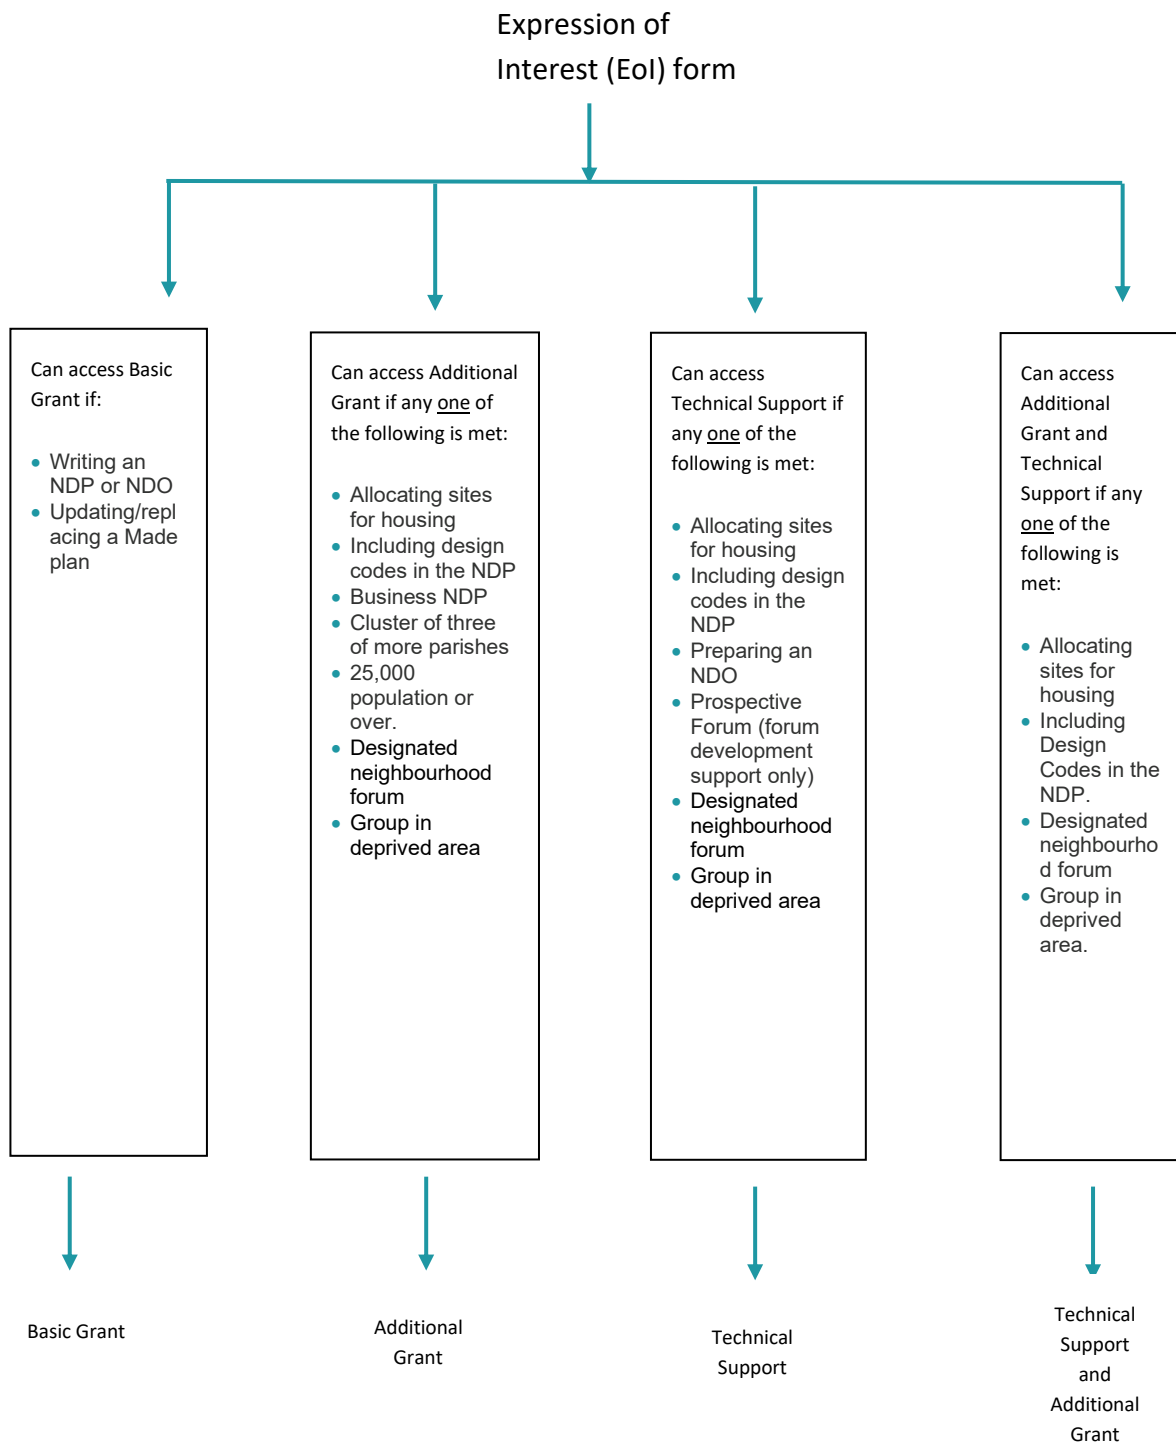 Expression of
Interest (EoI) form
Can access Basic
Grant if:
• Writing an
NDP or NDO
• Updating/repl
acing a Made
plan
Can access Additional
Grant if any one of
the following is met:
• Allocating sites
for housing
• Including design
codes in the NDP
• Business NDP
• Cluster of three
of more parishes
• 25,000
population or
over.
• Designated
neighbourhood
forum
• Group in
deprived area
Can access
Technical Support if
any one of the
following is met:
• Allocating sites
for housing
• Including design
codes in the
NDP
• Preparing an
NDO
• Prospective
Forum (forum
development
support only)
• Designated
neighbourhood
forum
• Group in
deprived area
Can access
Additional
Grant and
Technical
Support if any
one of the
following is
met:
• Allocating
sites for
housing
• Including
Design
Codes in the
NDP.
• Designated
neighbourho
d forum
• Group in
deprived
area.
Basic Grant
Additional
Grant
Technical
Support
Technical
Support
and
Additional
Grant